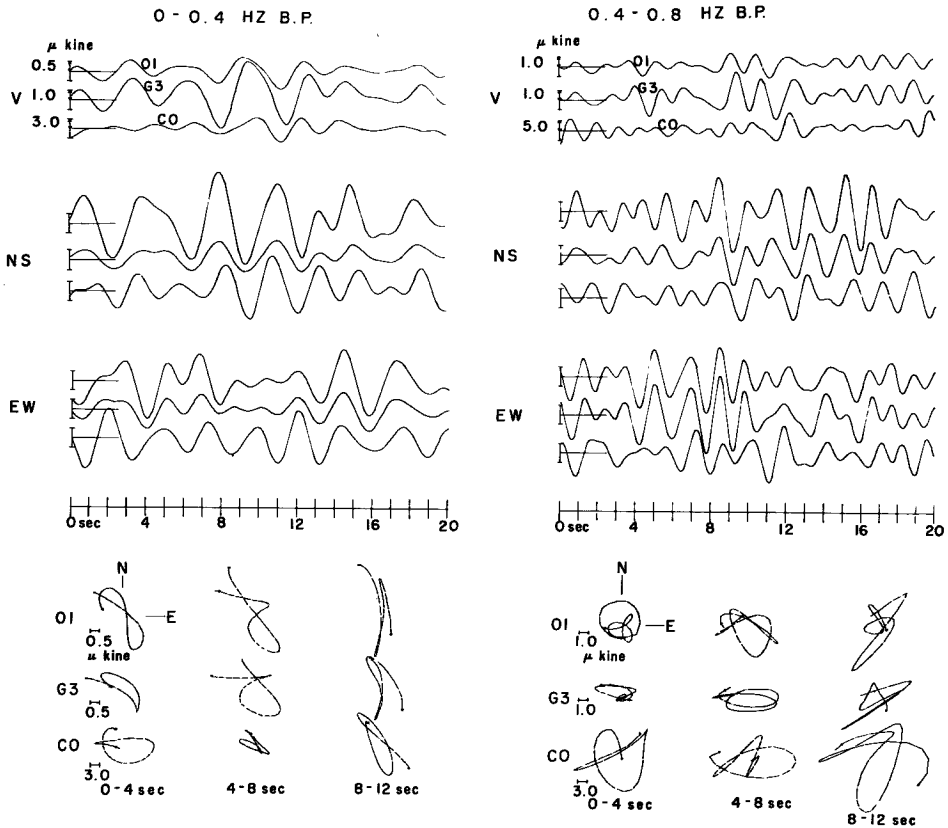 0 - 0.4 HZ B.P.
μ kine
0.5
O1
V
1.0
G3
3.0
CO
NS
EW
0 sec 4 8 12 16 20
N
O1
E
0.5
μ kine
G3
0.5
CO
3.0
0-4 sec
4-8 sec
8-12 sec
0.4 - 0.8 HZ B.P.
μ kine
1.0
O1
V
1.0
G3
5.0
CO
NS
EW
0 sec 4 8 12 16 20
N
O1
E
1.0
μ kine
G3
1.0
CO
3.0
0-4 sec
4-8 sec
8-12 sec